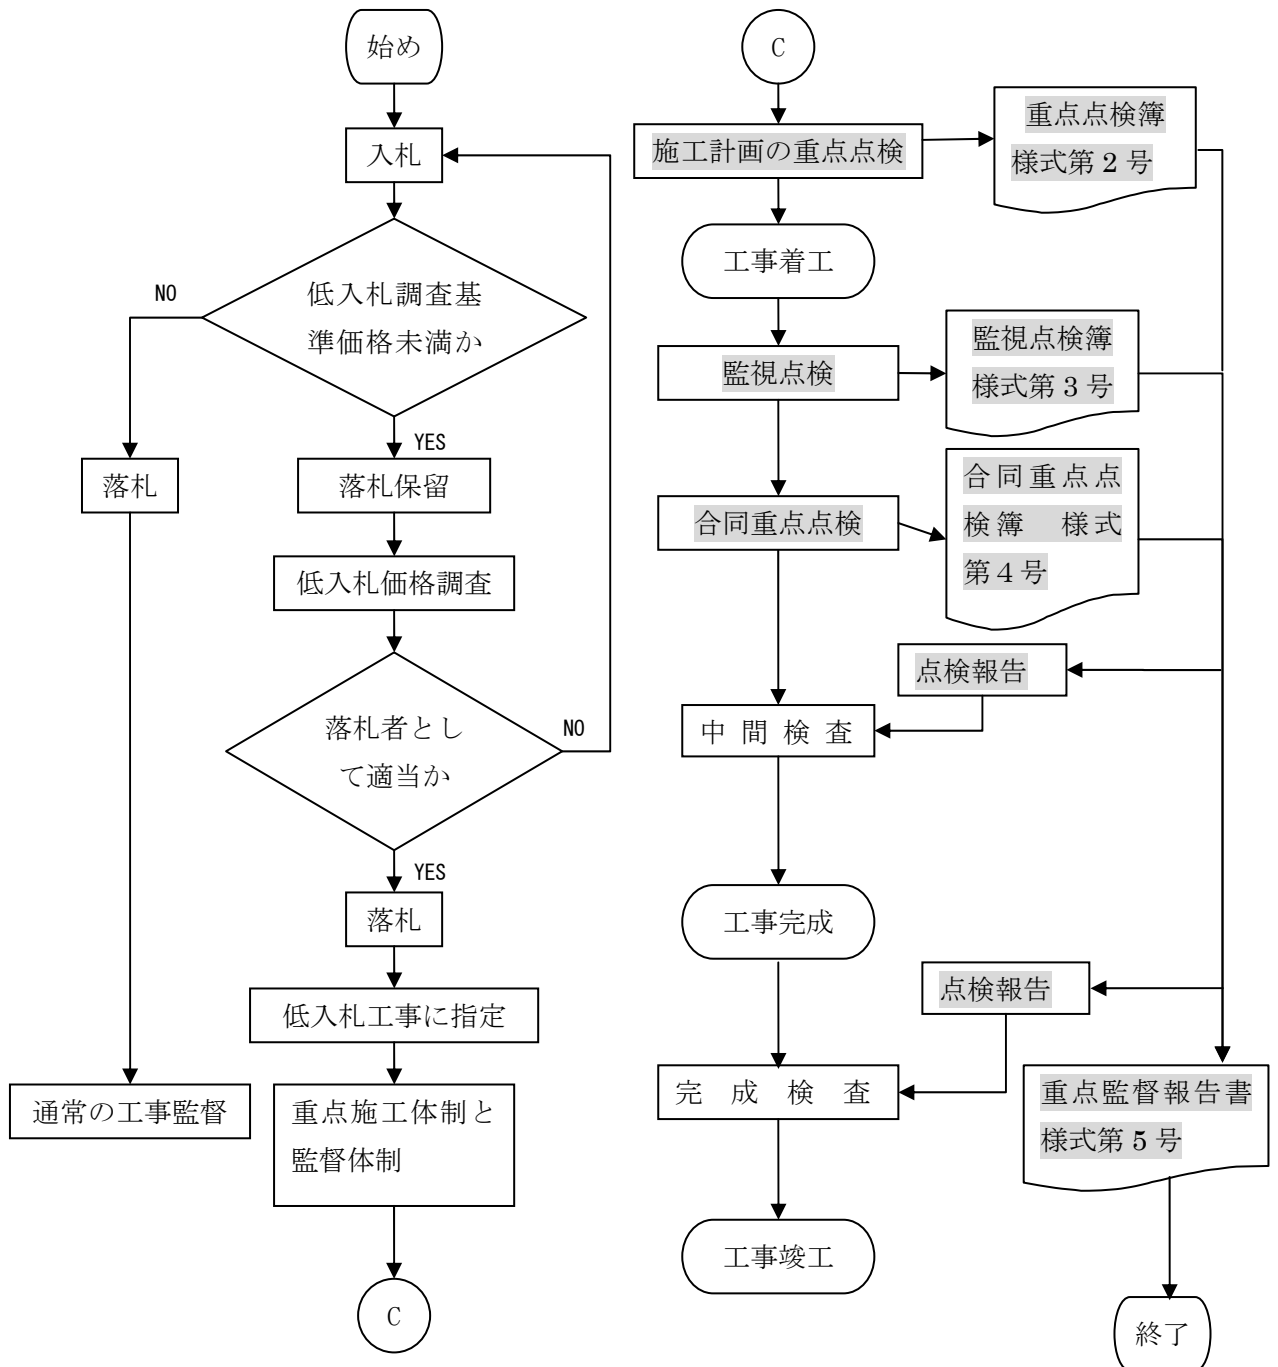 始め
入札
低入札調査基
準価格未満か
NO
YES
落札
落札保留
低入札価格調査
落札者とし
て適当か
NO
YES
落札
低入札工事に指定
通常の工事監督
重点施工体制と
監督体制
C
C
施工計画の重点点検
重点点検簿
様式第2号
工事着工
監視点検
監視点検簿
様式第3号
合同重点点検
合同重点点
検簿 様式
第4号
点検報告
中間検査
工事完成
点検報告
完成検査
重点監督報告書
様式第5号
工事竣工
終了